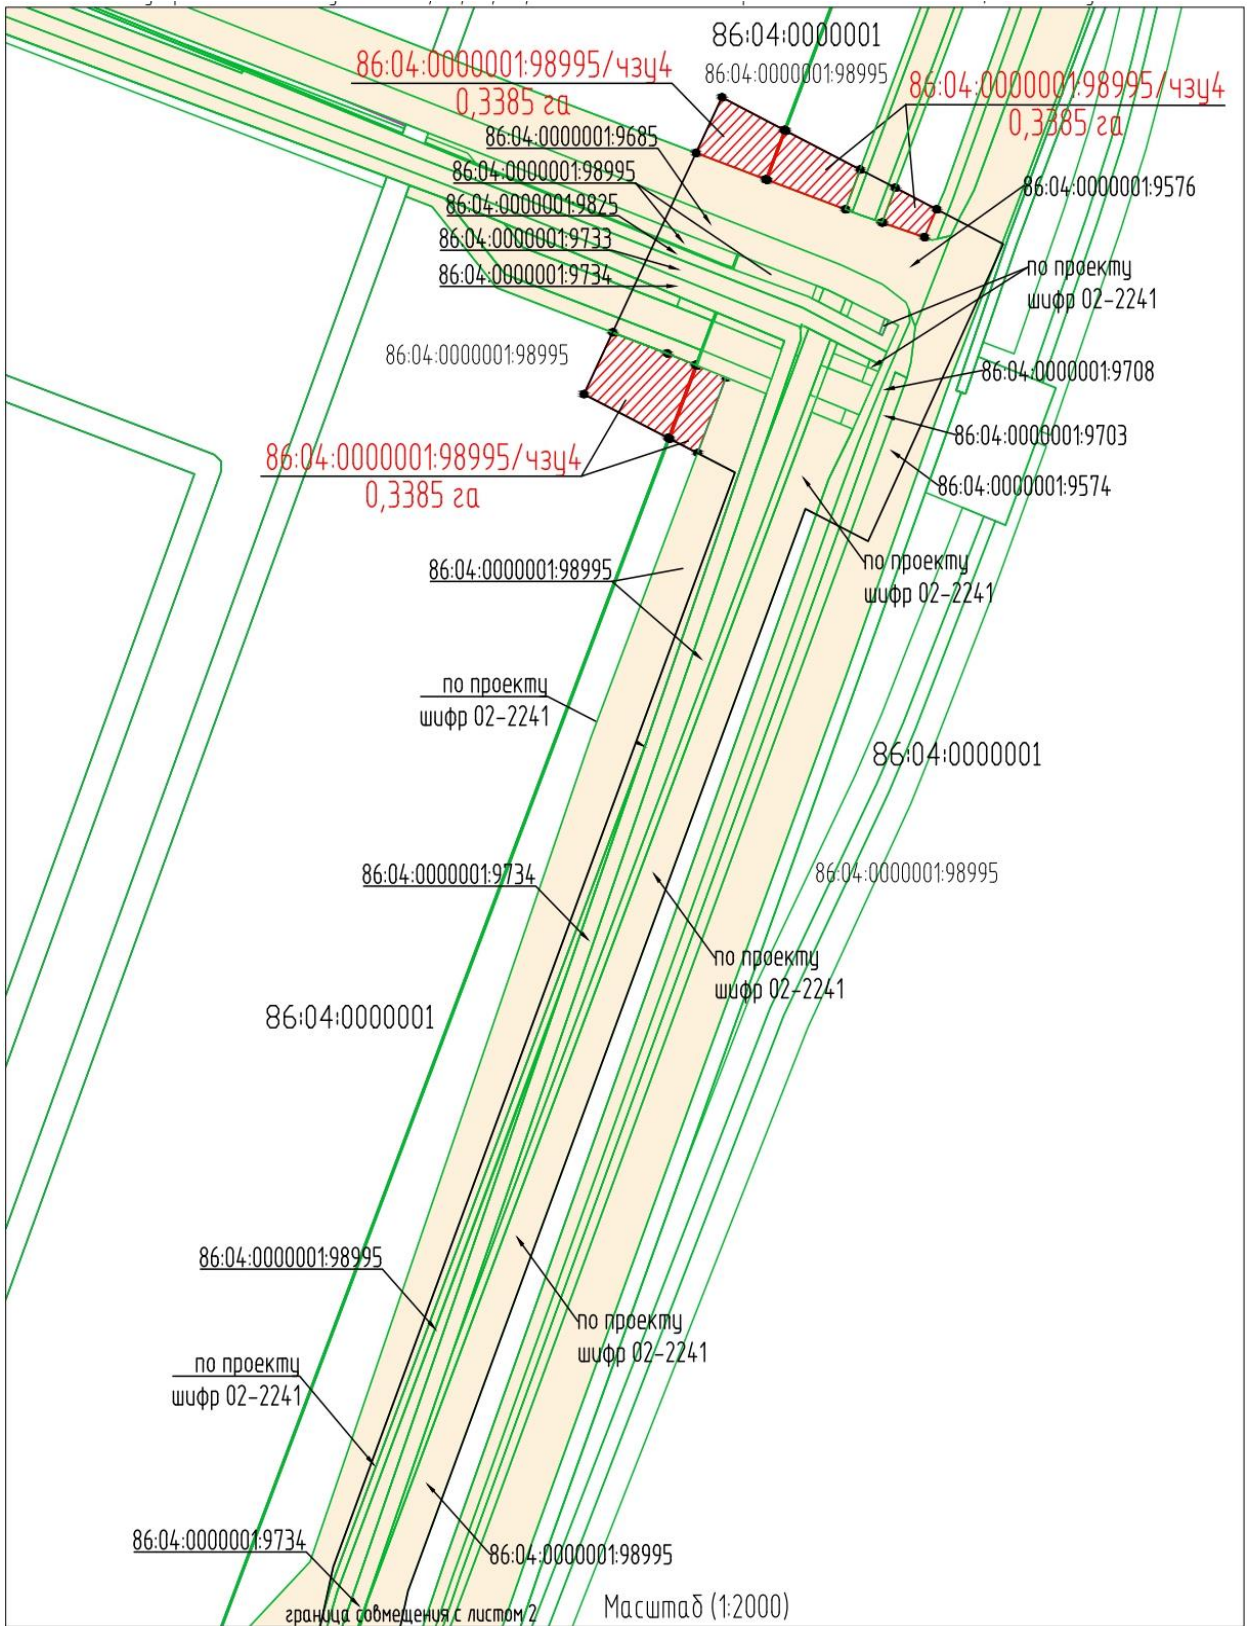 86:04:0000001
86:04:0000001:98995/чзу4
0,3385 га
86:04:0000001:98995
86:04:0000001:98995/чзу4
0,3385 га
86:04:0000001:9685
86:04:0000001:98995
86:04:0000001:9825
86:04:0000001:9733
86:04:0000001:9734
86:04:0000001:9576
по проекту
шифр 02-2241
86:04:0000001:98995
86:04:0000001:9708
86:04:0000001:9703
86:04:0000001:9574
86:04:0000001:98995/чзу4
0,3385 га
по проекту
шифр 02-2241
86:04:0000001:98995
по проекту
шифр 02-2241
86:04:0000001
86:04:0000001:98995
86:04:0000001:9734
по проекту
шифр 02-2241
86:04:0000001
86:04:0000001:98995
по проекту
шифр 02-2241
по проекту
шифр 02-2241
86:04:0000001:9734
86:04:0000001:98995
граница совмещения с листом 2
Масштаб (1:2000)